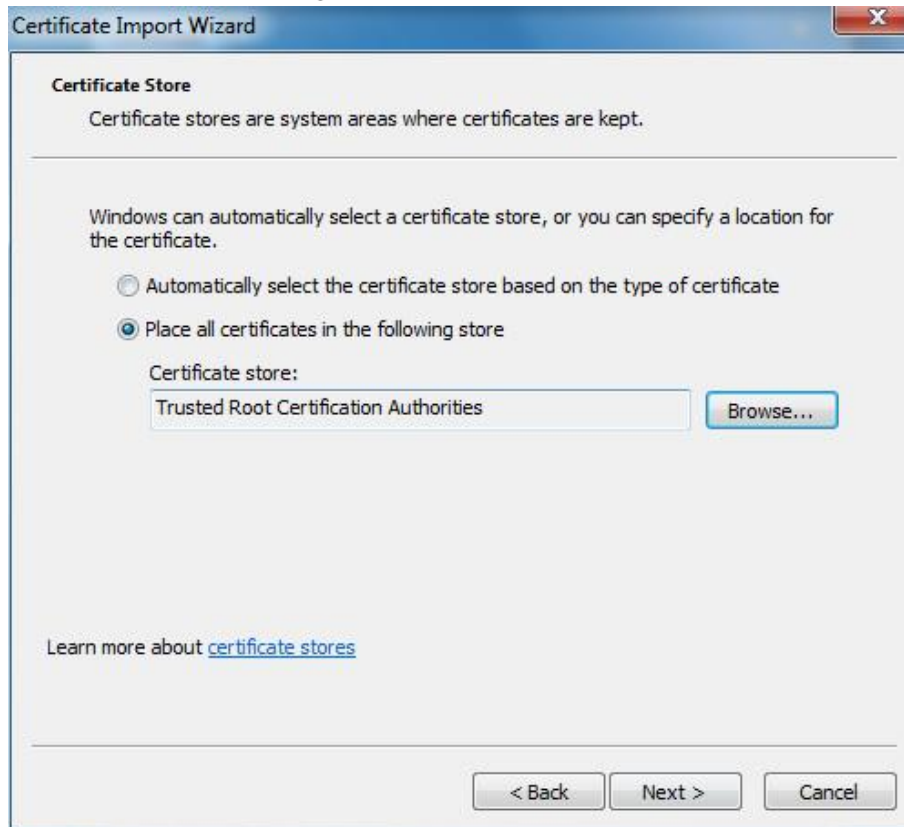 Certificate Import Wizard
Certificate Store
Certificate stores are system areas where certificates are kept.
Windows can automatically select a certificate store, or you can specify a location for
the certificate.
Automatically select the certificate store based on the type of certificate
Place all certificates in the following store
Certificate store:
Trusted Root Certification Authorities
Browse...
Learn more about certificate stores
< Back Next > Cancel